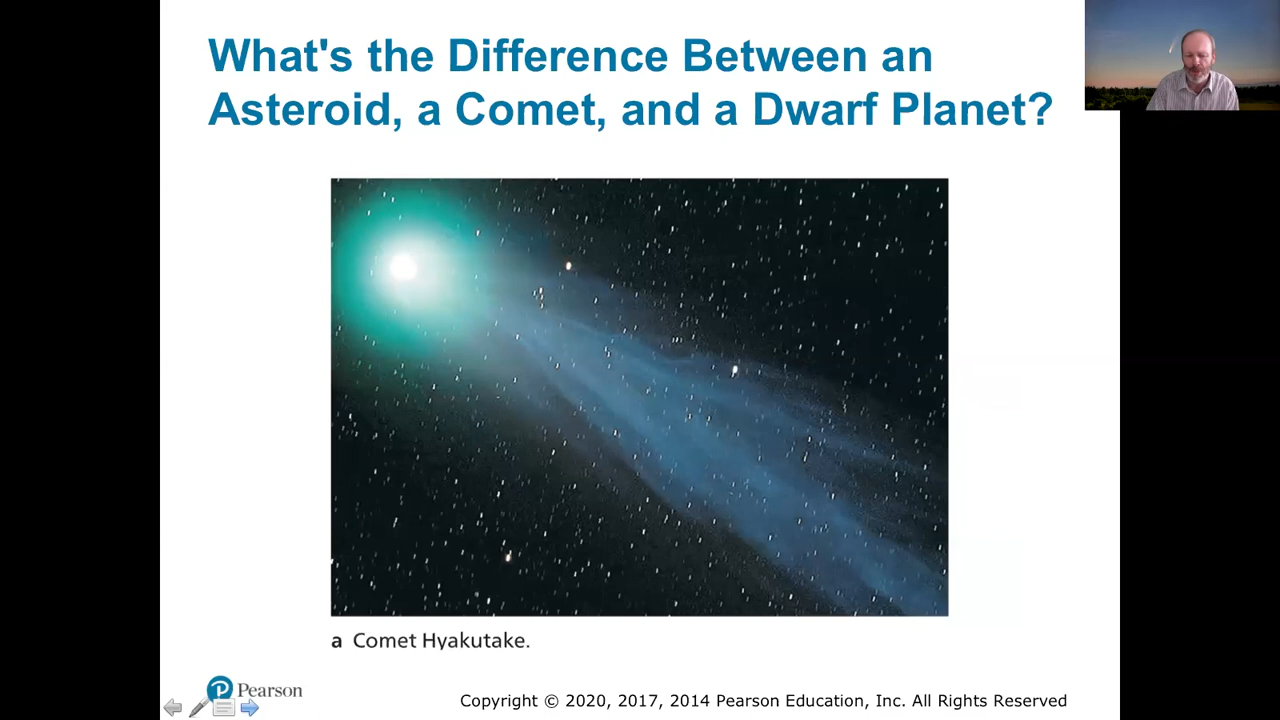 What's the Difference Between an
Asteroid, a Comet, and a Dwarf Planet?
a Comet Hyakutake.
Pearson
Copyright © 2020, 2017, 2014 Pearson Education, Inc. All Rights Reserved